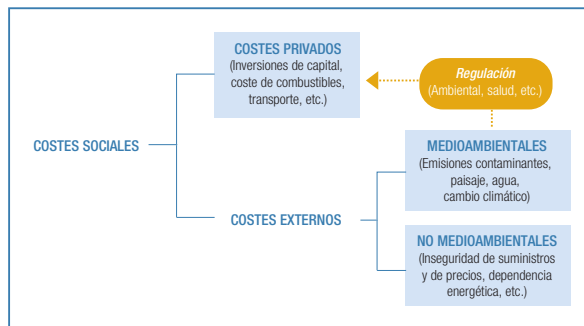 COSTES PRIVADOS
(Inversiones de capital,
coste de combustibles,
transporte, etc.)
Regulación
(Ambiental, salud, etc.)
COSTES SOCIALES
MEDIOAMBIENTALES
(Emisiones contaminantes,
paisaje, agua,
cambio climático)
COSTES EXTERNOS
NO MEDIOAMBIENTALES
(Inseguridad de suministros
y de precios, dependencia
energética, etc.)